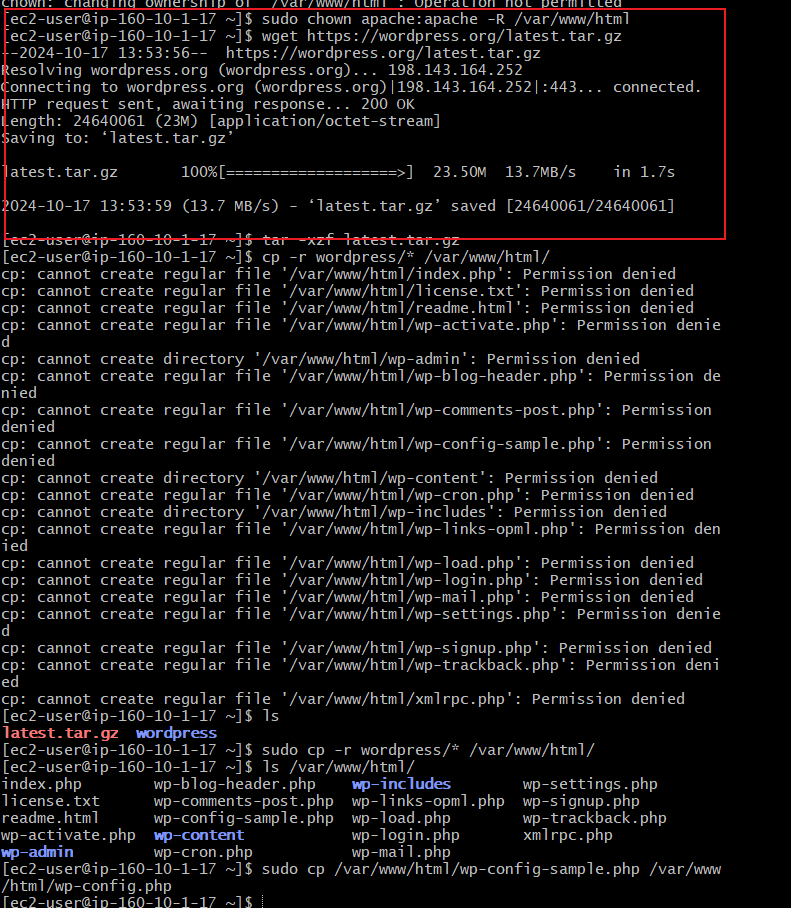 chown: changing ownership of '/var/www/html': Operation not permitted
[ec2-user@ip-160-10-1-17 ~]$ sudo chown apache:apache -R /var/www/html
[ec2-user@ip-160-10-1-17 ~]$ wget https://wordpress.org/latest.tar.gz
--2024-10-17 13:53:56--  https://wordpress.org/latest.tar.gz
Resolving wordpress.org (wordpress.org)... 198.143.164.252
Connecting to wordpress.org (wordpress.org)|198.143.164.252|:443... connected.
HTTP request sent, awaiting response... 200 OK
Length: 24640061 (23M) [application/octet-stream]
Saving to: ‘latest.tar.gz’
latest.tar.gz       100%[===================>]  23.50M  13.7MB/s    in 1.7s
2024-10-17 13:53:59 (13.7 MB/s) - ‘latest.tar.gz’ saved [24640061/24640061]
[ec2-user@ip-160-10-1-17 ~]$ tar -xzf latest.tar.gz
[ec2-user@ip-160-10-1-17 ~]$ cp -r wordpress/* /var/www/html/
cp: cannot create regular file '/var/www/html/index.php': Permission denied
cp: cannot create regular file '/var/www/html/license.txt': Permission denied
cp: cannot create regular file '/var/www/html/readme.html': Permission denied
cp: cannot create regular file '/var/www/html/wp-activate.php': Permission denie
d
cp: cannot create directory '/var/www/html/wp-admin': Permission denied
cp: cannot create regular file '/var/www/html/wp-blog-header.php': Permission de
nied
cp: cannot create regular file '/var/www/html/wp-comments-post.php': Permission
denied
cp: cannot create regular file '/var/www/html/wp-config-sample.php': Permission
denied
cp: cannot create directory '/var/www/html/wp-content': Permission denied
cp: cannot create regular file '/var/www/html/wp-cron.php': Permission denied
cp: cannot create directory '/var/www/html/wp-includes': Permission denied
cp: cannot create regular file '/var/www/html/wp-links-opml.php': Permission den
ied
cp: cannot create regular file '/var/www/html/wp-load.php': Permission denied
cp: cannot create regular file '/var/www/html/wp-login.php': Permission denied
cp: cannot create regular file '/var/www/html/wp-mail.php': Permission denied
cp: cannot create regular file '/var/www/html/wp-settings.php': Permission denie
d
cp: cannot create regular file '/var/www/html/wp-signup.php': Permission denied
cp: cannot create regular file '/var/www/html/wp-trackback.php': Permission deni
ed
cp: cannot create regular file '/var/www/html/xmlrpc.php': Permission denied
[ec2-user@ip-160-10-1-17 ~]$ ls
latest.tar.gz  wordpress
[ec2-user@ip-160-10-1-17 ~]$ sudo cp -r wordpress/* /var/www/html/
[ec2-user@ip-160-10-1-17 ~]$ ls /var/www/html/
index.php        wp-blog-header.php    wp-includes        wp-settings.php
license.txt      wp-comments-post.php  wp-links-opml.php  wp-signup.php
readme.html      wp-config-sample.php  wp-load.php        wp-trackback.php
wp-activate.php  wp-content            wp-login.php       xmlrpc.php
wp-admin         wp-cron.php           wp-mail.php
[ec2-user@ip-160-10-1-17 ~]$ sudo cp /var/www/html/wp-config-sample.php /var/www
/html/wp-config.php
[ec2-user@ip-160-10-1-17 ~]$